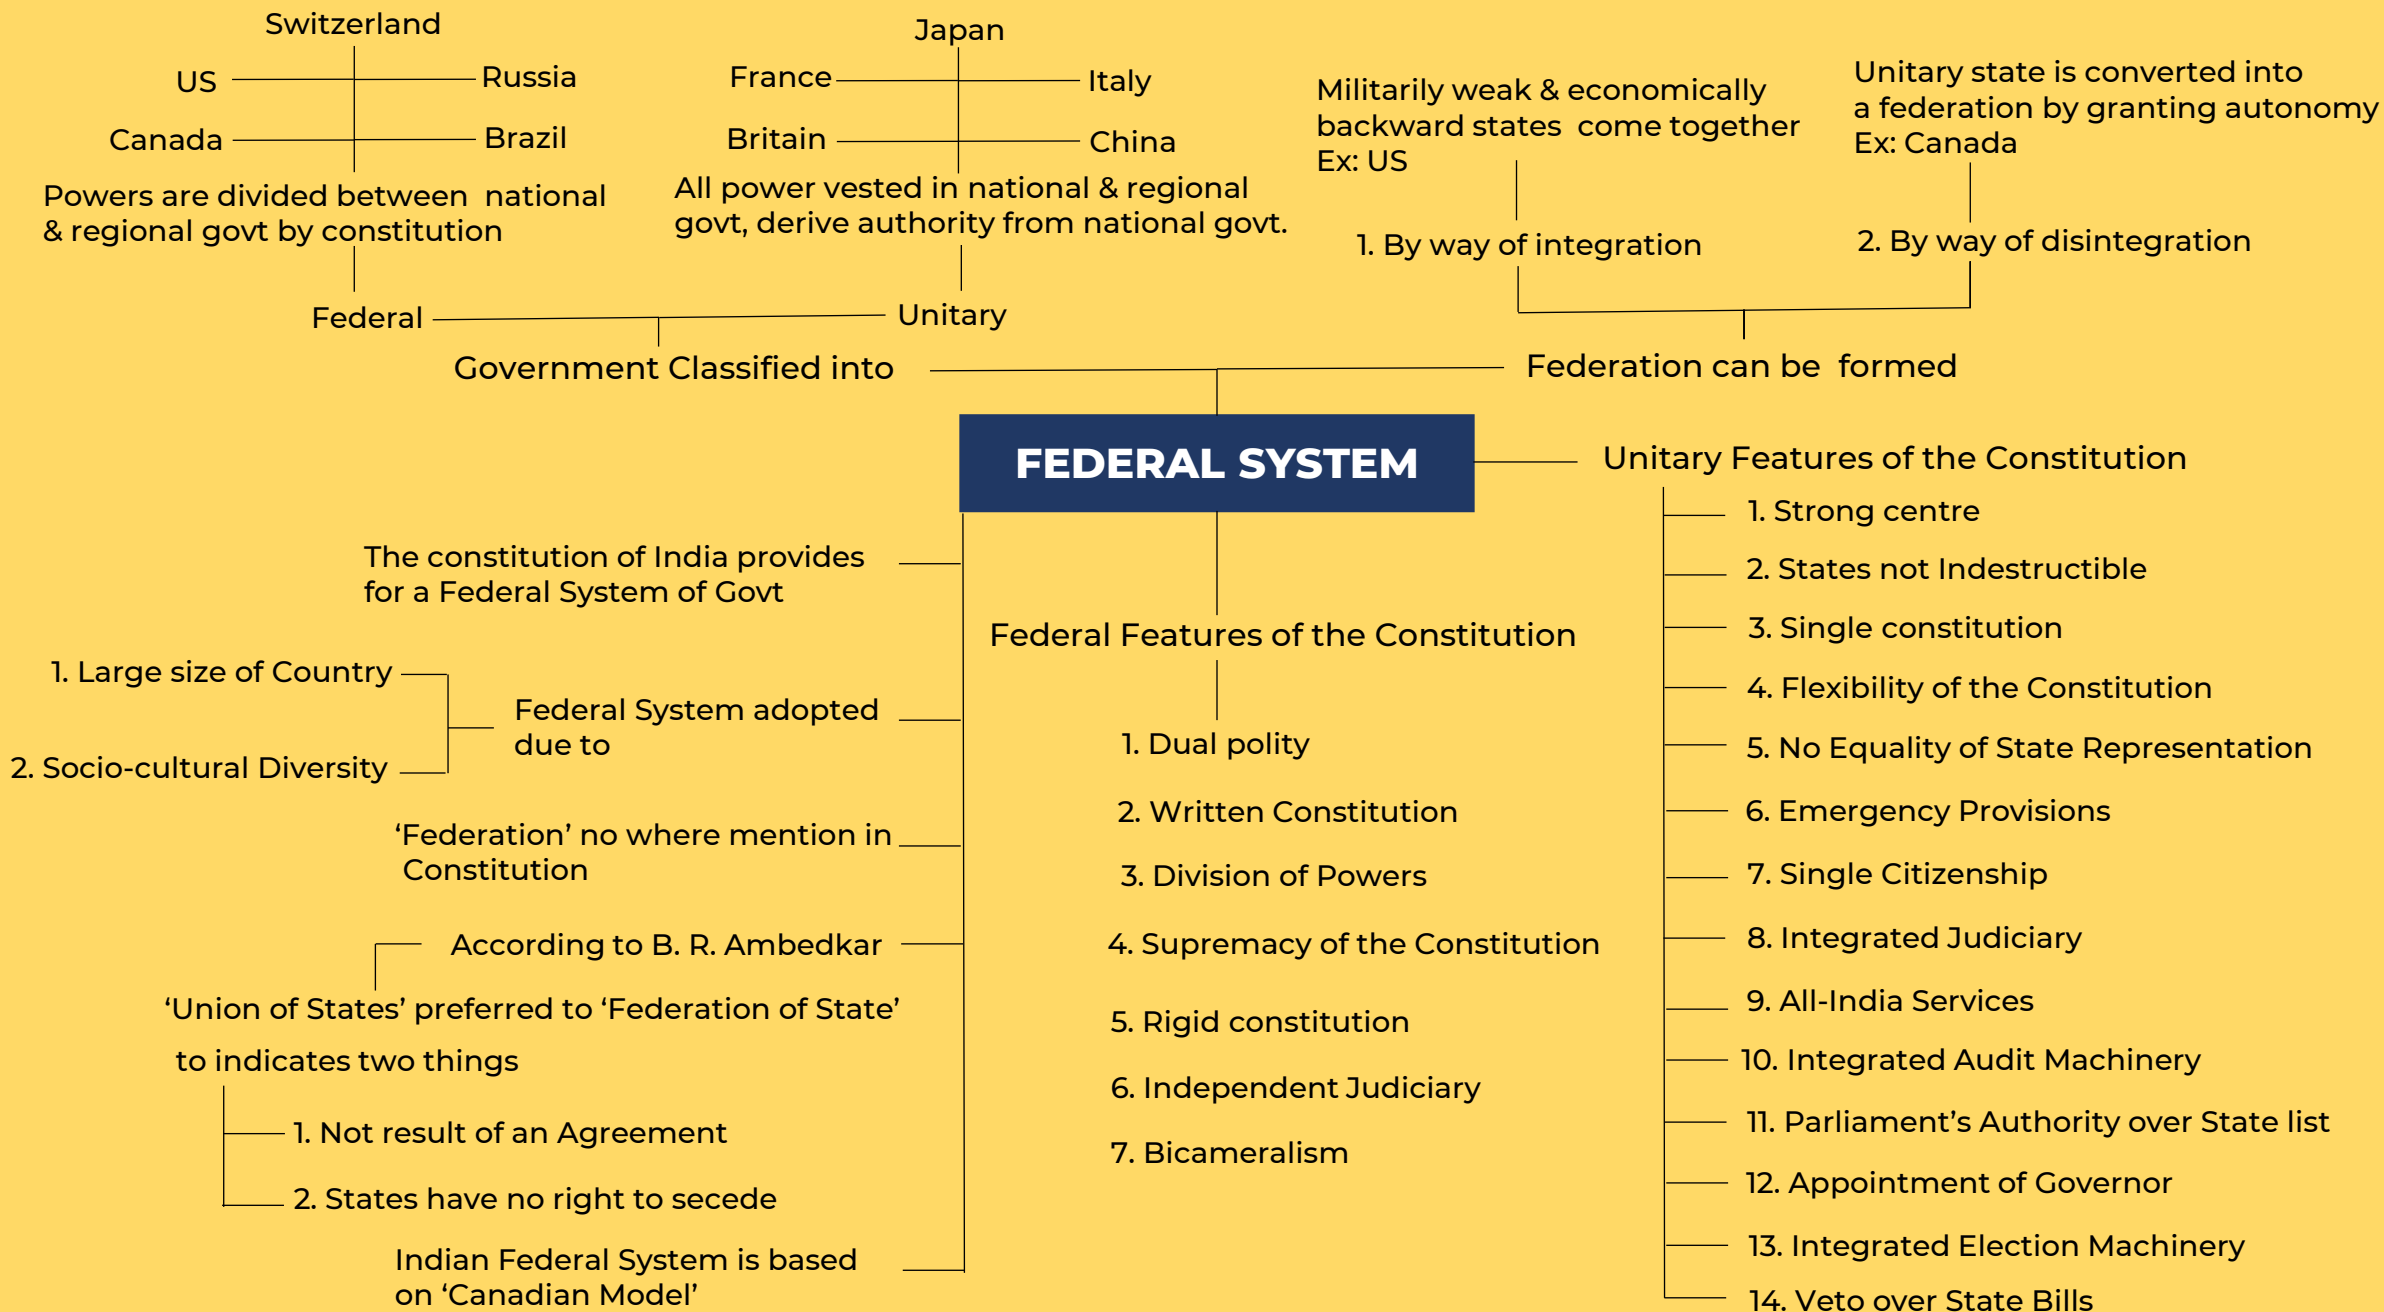 Switzerland
US
Russia
Canada
Brazil
Powers are divided between national
& regional govt by constitution
Federal
Japan
France
Italy
Britain
China
All power vested in national & regional
govt, derive authority from national govt.
Unitary
Government Classified into
Militarily weak & economically
backward states come together
Ex: US
1. By way of integration
Unitary state is converted into
a federation by granting autonomy
Ex: Canada
2. By way of disintegration
Federation can be formed
FEDERAL SYSTEM
The constitution of India provides
for a Federal System of Govt
1. Large size of Country
2. Socio-cultural Diversity
Federal System adopted
due to
‘Federation’ no where mention in
Constitution
According to B. R. Ambedkar
‘Union of States’ preferred to ‘Federation of State’
to indicates two things
1. Not result of an Agreement
2. States have no right to secede
Indian Federal System is based
on ‘Canadian Model’
Federal Features of the Constitution
1. Dual polity
2. Written Constitution
3. Division of Powers
4. Supremacy of the Constitution
5. Rigid constitution
6. Independent Judiciary
7. Bicameralism
Unitary Features of the Constitution
1. Strong centre
2. States not Indestructible
3. Single constitution
4. Flexibility of the Constitution
5. No Equality of State Representation
6. Emergency Provisions
7. Single Citizenship
8. Integrated Judiciary
9. All-India Services
10. Integrated Audit Machinery
11. Parliament’s Authority over State list
12. Appointment of Governor
13. Integrated Election Machinery
14. Veto over State Bills